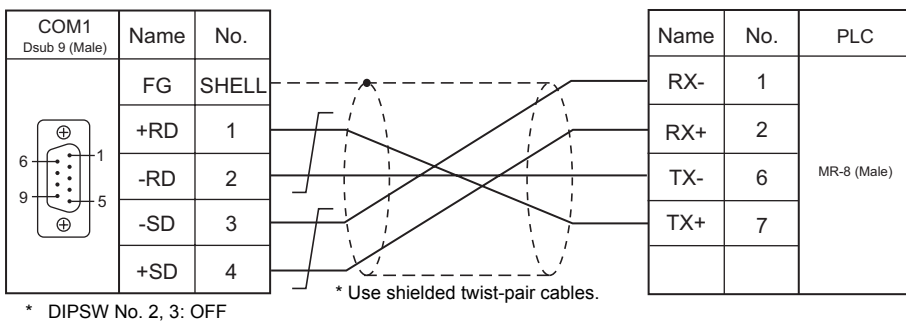 COM1
Dsub 9 (Male)
Name No.
FG SHELL
+RD 1
-RD 2
-SD 3
+SD 4
6
1
9
5
Name No. PLC
RX- 1
RX+ 2
TX- 6
TX+ 7
MR-8 (Male)
* Use shielded twist-pair cables.
* DIPSW No. 2, 3: OFF